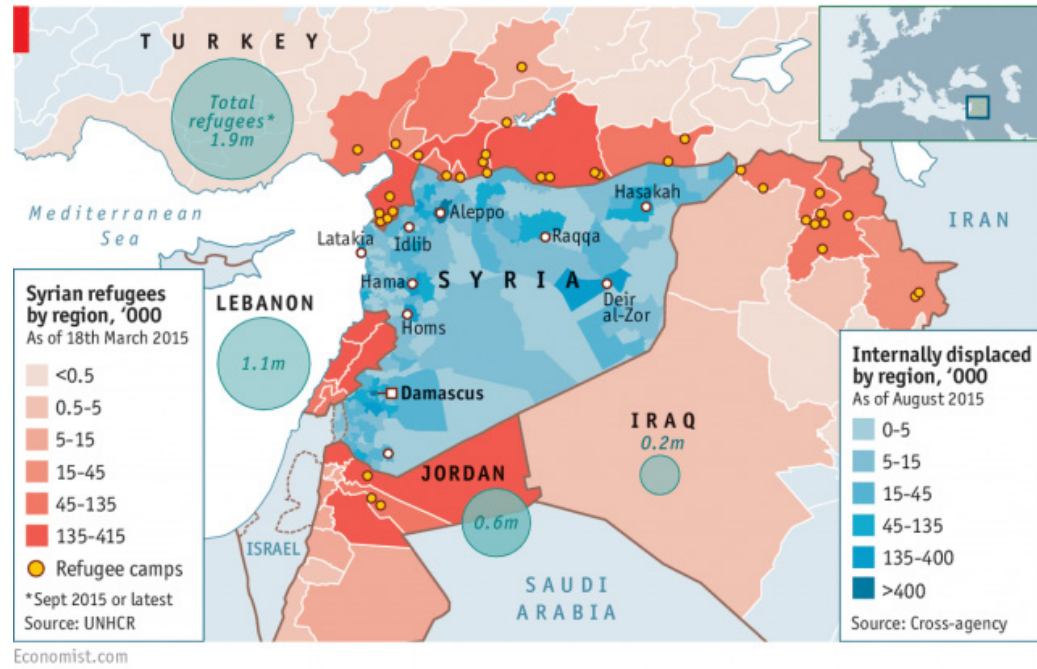 TURKEY
Total
refugees*
1.9m
Mediterranean
Sea
IRAN
Hasakah
Aleppo
Raqqa
Idlib
Latakia
Hama
SYRIA
Deir
al-Zor
Homs
LEBANON
1.1m
Damascus
IRAQ
0.2m
JORDAN
0.6m
ISRAEL
SAUDI
ARABIA
Syrian refugees
by region, ‘000
As of 18th March 2015
<0.5
0.5-5
5-15
15-45
45-135
135-415
Refugee camps
*Sept 2015 or latest
Source: UNHCR
Internally displaced
by region, ‘000
As of August 2015
0-5
5-15
15-45
45-135
135-400
>400
Source: Cross-agency
Economist.com